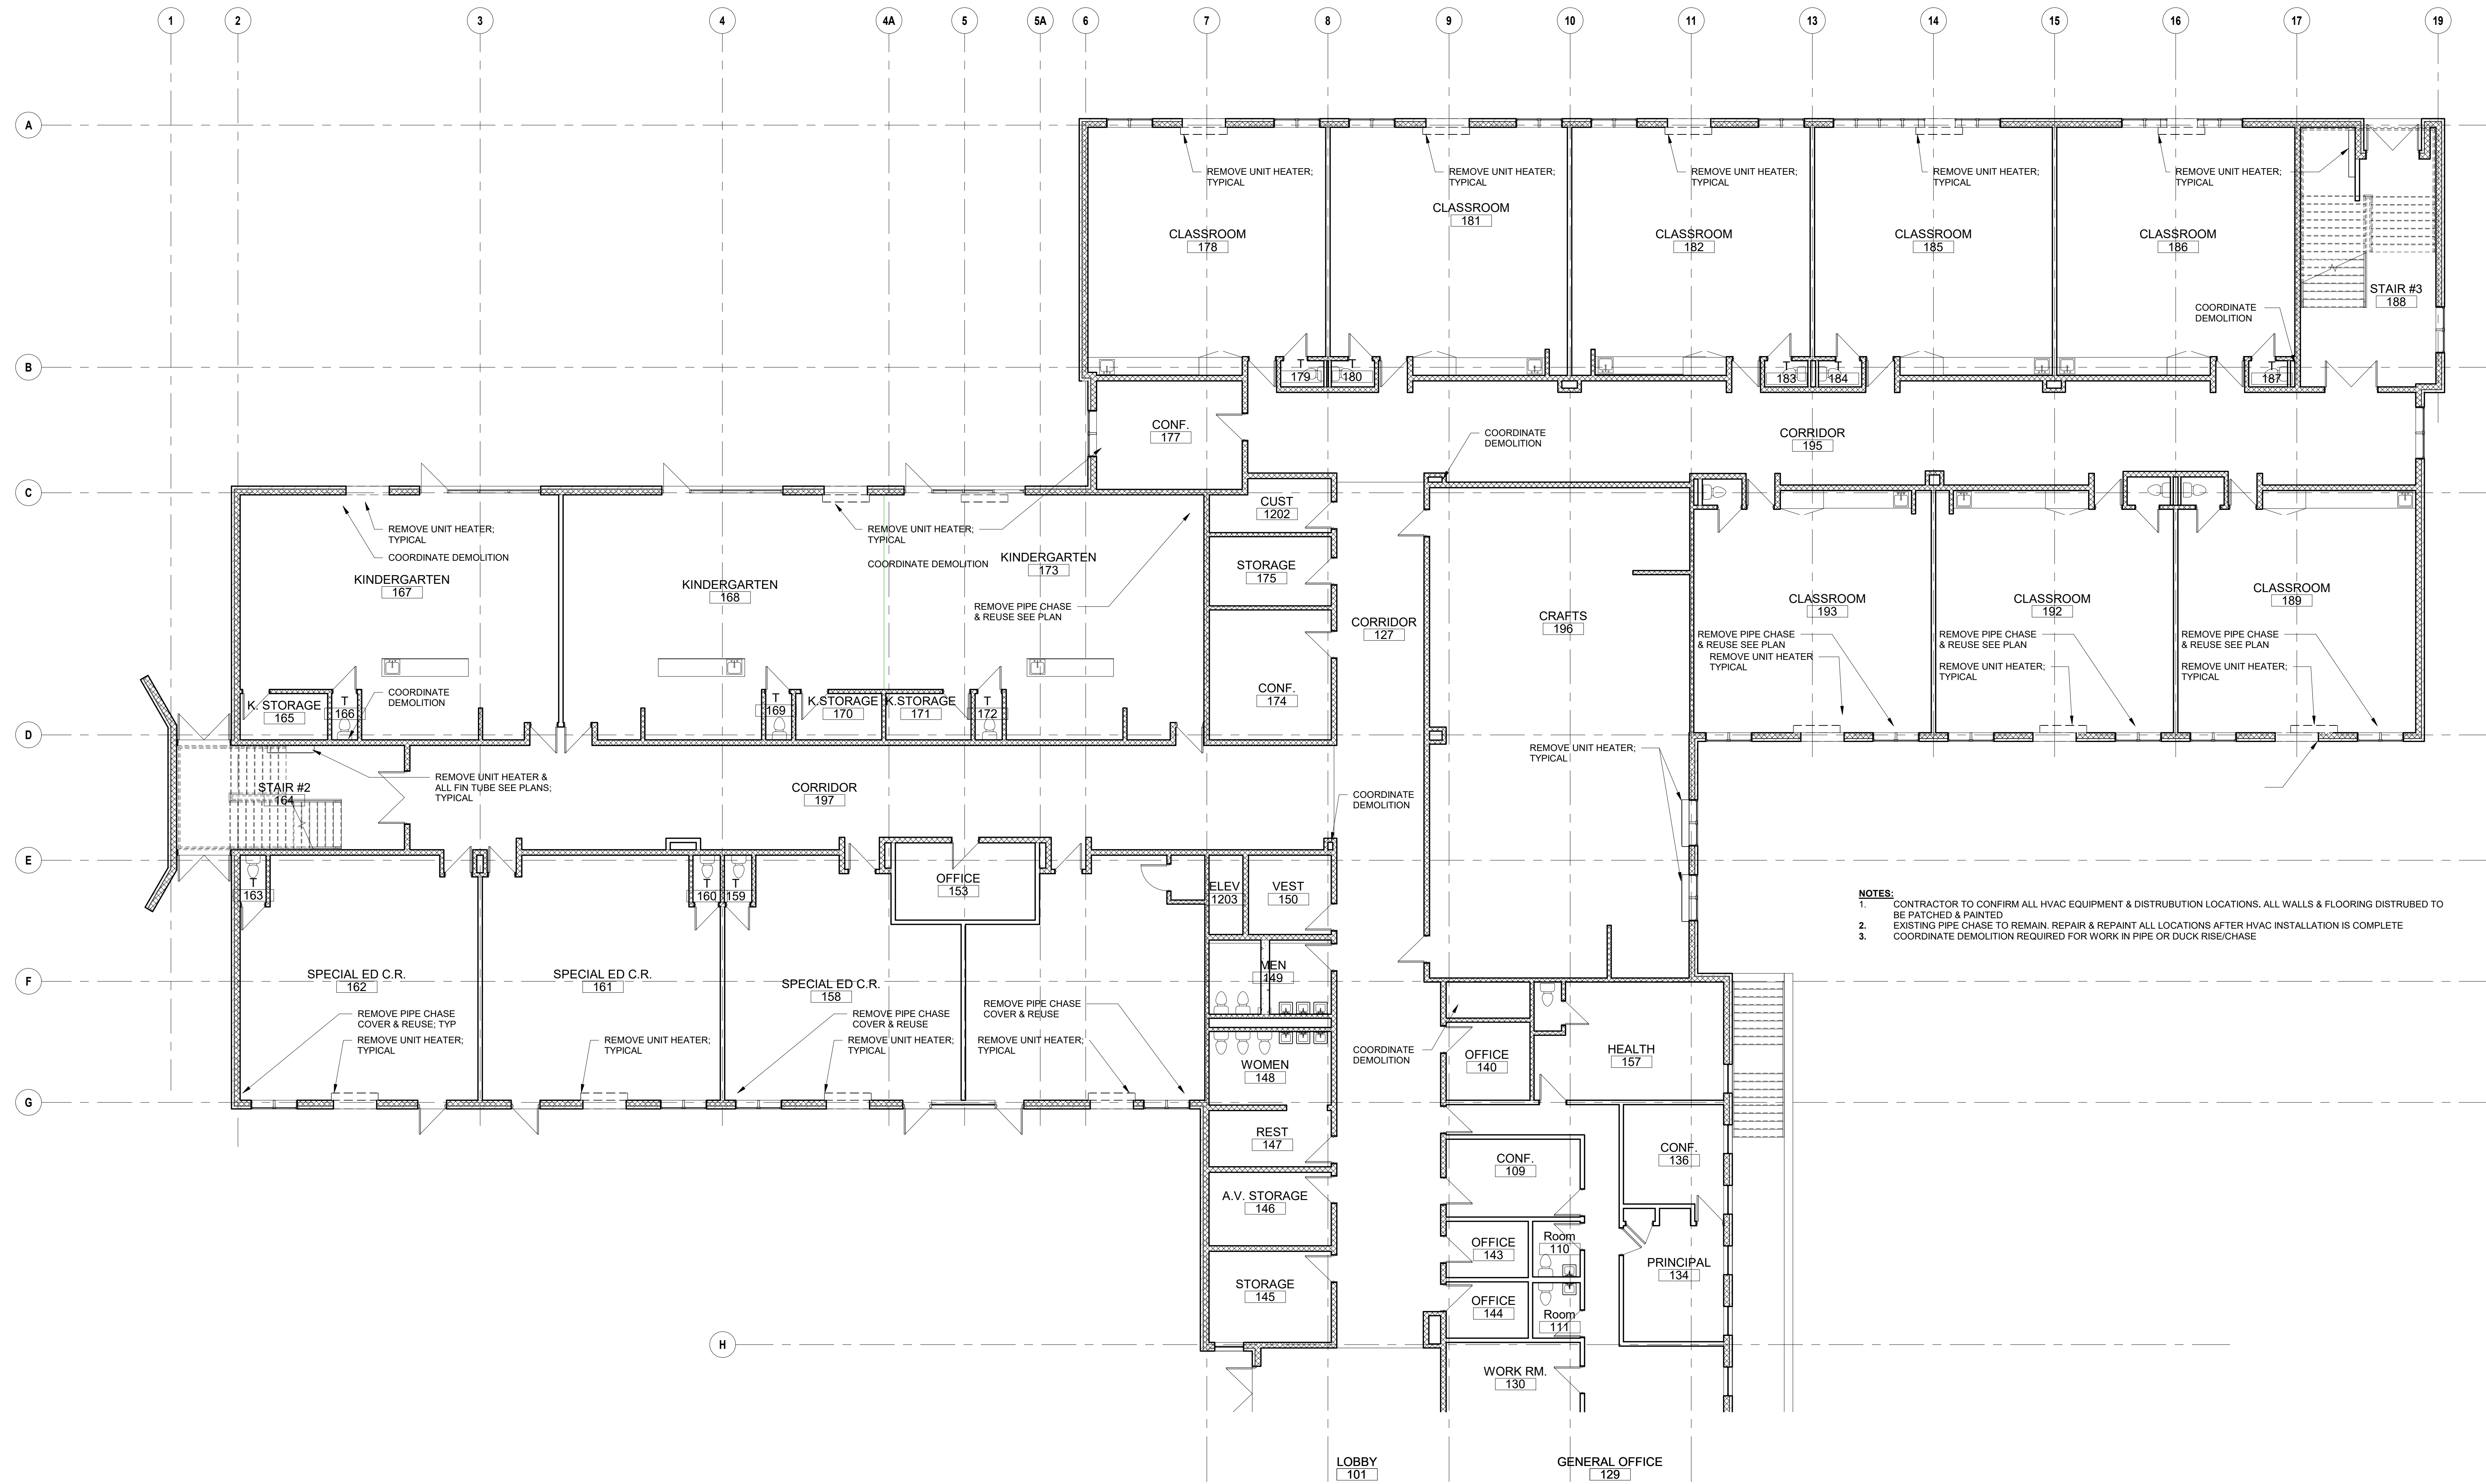 1
2
3
4
4A
5
5A
6
7
8
9
10
11
13
14
15
16
17
19
A
B
C
D
E
F
G
H
REMOVE UNIT HEATER;
TYPICAL
REMOVE UNIT HEATER;
TYPICAL
REMOVE UNIT HEATER;
TYPICAL
REMOVE UNIT HEATER;
TYPICAL
REMOVE UNIT HEATER;
TYPICAL
CLASSROOM
178
CLASSROOM
181
CLASSROOM
182
CLASSROOM
185
CLASSROOM
186
STAIR #3
188
COORDINATE
DEMOLITION
T
179
T
180
T
183
T
184
T
187
CONF.
177
COORDINATE
DEMOLITION
CORRIDOR
195
REMOVE UNIT HEATER;
TYPICAL
COORDINATE DEMOLITION
KINDERGARTEN
167
REMOVE UNIT HEATER;
TYPICAL
COORDINATE DEMOLITION
KINDERGARTEN
168
KINDERGARTEN
173
REMOVE PIPE CHASE
& REUSE SEE PLAN
CUST
1202
STORAGE
175
CONF.
174
CORRIDOR
127
CRAFTS
196
CLASSROOM
193
CLASSROOM
192
CLASSROOM
189
REMOVE PIPE CHASE
& REUSE SEE PLAN
REMOVE UNIT HEATER
TYPICAL
REMOVE PIPE CHASE
& REUSE SEE PLAN
REMOVE UNIT HEATER;
TYPICAL
REMOVE PIPE CHASE
& REUSE SEE PLAN
REMOVE UNIT HEATER;
TYPICAL
COORDINATE
DEMOLITION
K. STORAGE
165
T
166
T
169
K.STORAGE
170
K.STORAGE
171
T
172
REMOVE UNIT HEATER;
TYPICAL
STAIR #2
164
REMOVE UNIT HEATER &
ALL FIN TUBE SEE PLANS;
TYPICAL
CORRIDOR
197
COORDINATE
DEMOLITION
T
163
T
160
T
159
OFFICE
153
ELEV
1203
VEST
150
NOTES:
1. CONTRACTOR TO CONFIRM ALL HVAC EQUIPMENT & DISTRUBUTION LOCATIONS. ALL WALLS & FLOORING DISTRUBED TO
BE PATCHED & PAINTED
2. EXISTING PIPE CHASE TO REMAIN. REPAIR & REPAINT ALL LOCATIONS AFTER HVAC INSTALLATION IS COMPLETE
3. COORDINATE DEMOLITION REQUIRED FOR WORK IN PIPE OR DUCK RISE/CHASE
SPECIAL ED C.R.
162
SPECIAL ED C.R.
161
SPECIAL ED C.R.
158
MEN
149
REMOVE PIPE CHASE
COVER & REUSE; TYP
REMOVE UNIT HEATER;
TYPICAL
REMOVE UNIT HEATER;
TYPICAL
REMOVE PIPE CHASE
COVER & REUSE
REMOVE UNIT HEATER;
TYPICAL
REMOVE PIPE CHASE
COVER & REUSE
REMOVE UNIT HEATER;
TYPICAL
WOMEN
148
COORDINATE
DEMOLITION
OFFICE
140
HEALTH
157
REST
147
CONF.
109
CONF.
136
A.V. STORAGE
146
OFFICE
143
Room
110
PRINCIPAL
134
STORAGE
145
OFFICE
144
Room
111
WORK RM.
130
LOBBY
101
GENERAL OFFICE
129